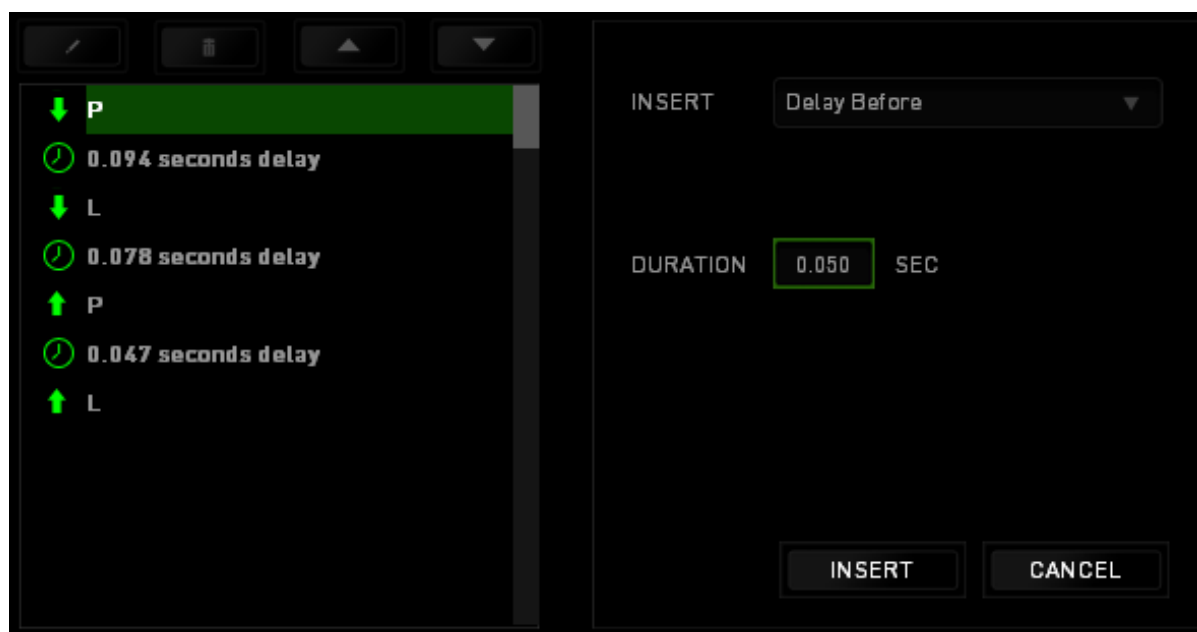 P
0.094 seconds delay
L
0.078 seconds delay
P
0.047 seconds delay
L
INSERT Delay Before
DURATION 0.050 SEC
INSERT CANCEL